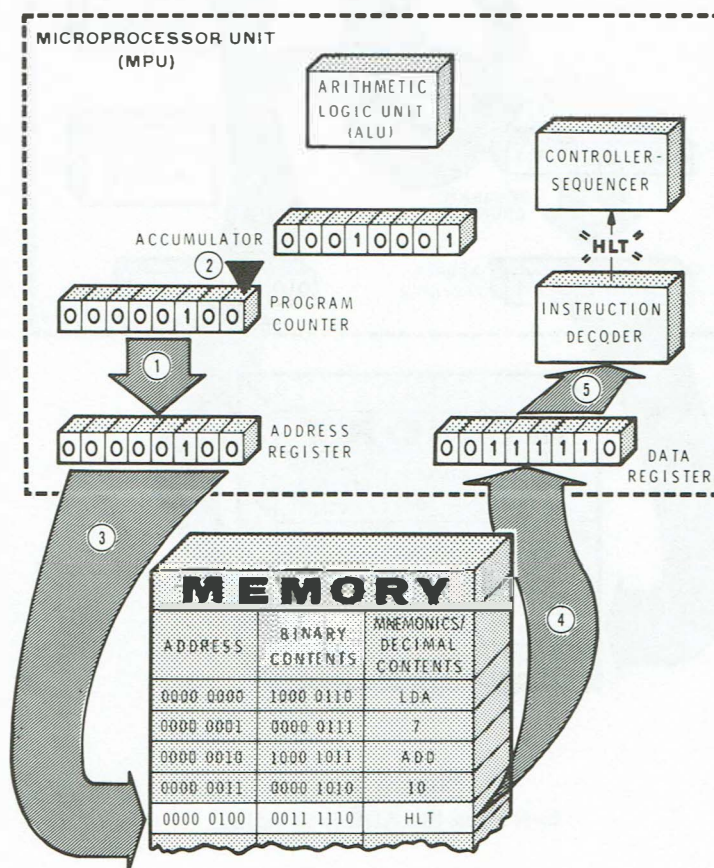 MICROPROCESSOR UNIT
(MPU)
ARITHMETIC
LOGIC UNIT
(ALU)
CONTROLLER-
SEQUENCER
ACCUMULATOR
0 0 0 1 0 0 0 1
HLT
2
0 0 0 0 0 1 0 0
PROGRAM
COUNTER
INSTRUCTION
DECODER
1
5
0 0 0 0 0 1 0 0
ADDRESS
REGISTER
0 0 1 1 1 1 1 0
DATA
REGISTER
3
4
MEMORY
ADDRESS BINARY CONTENTS MNEMONICS/ DECIMAL CONTENTS
0000 0000 1000 0110 LDA
0000 0001 0000 0111 7
0000 0010 1000 1011 ADD
0000 0011 0000 1010 10
0000 0100 0011 1110 HLT